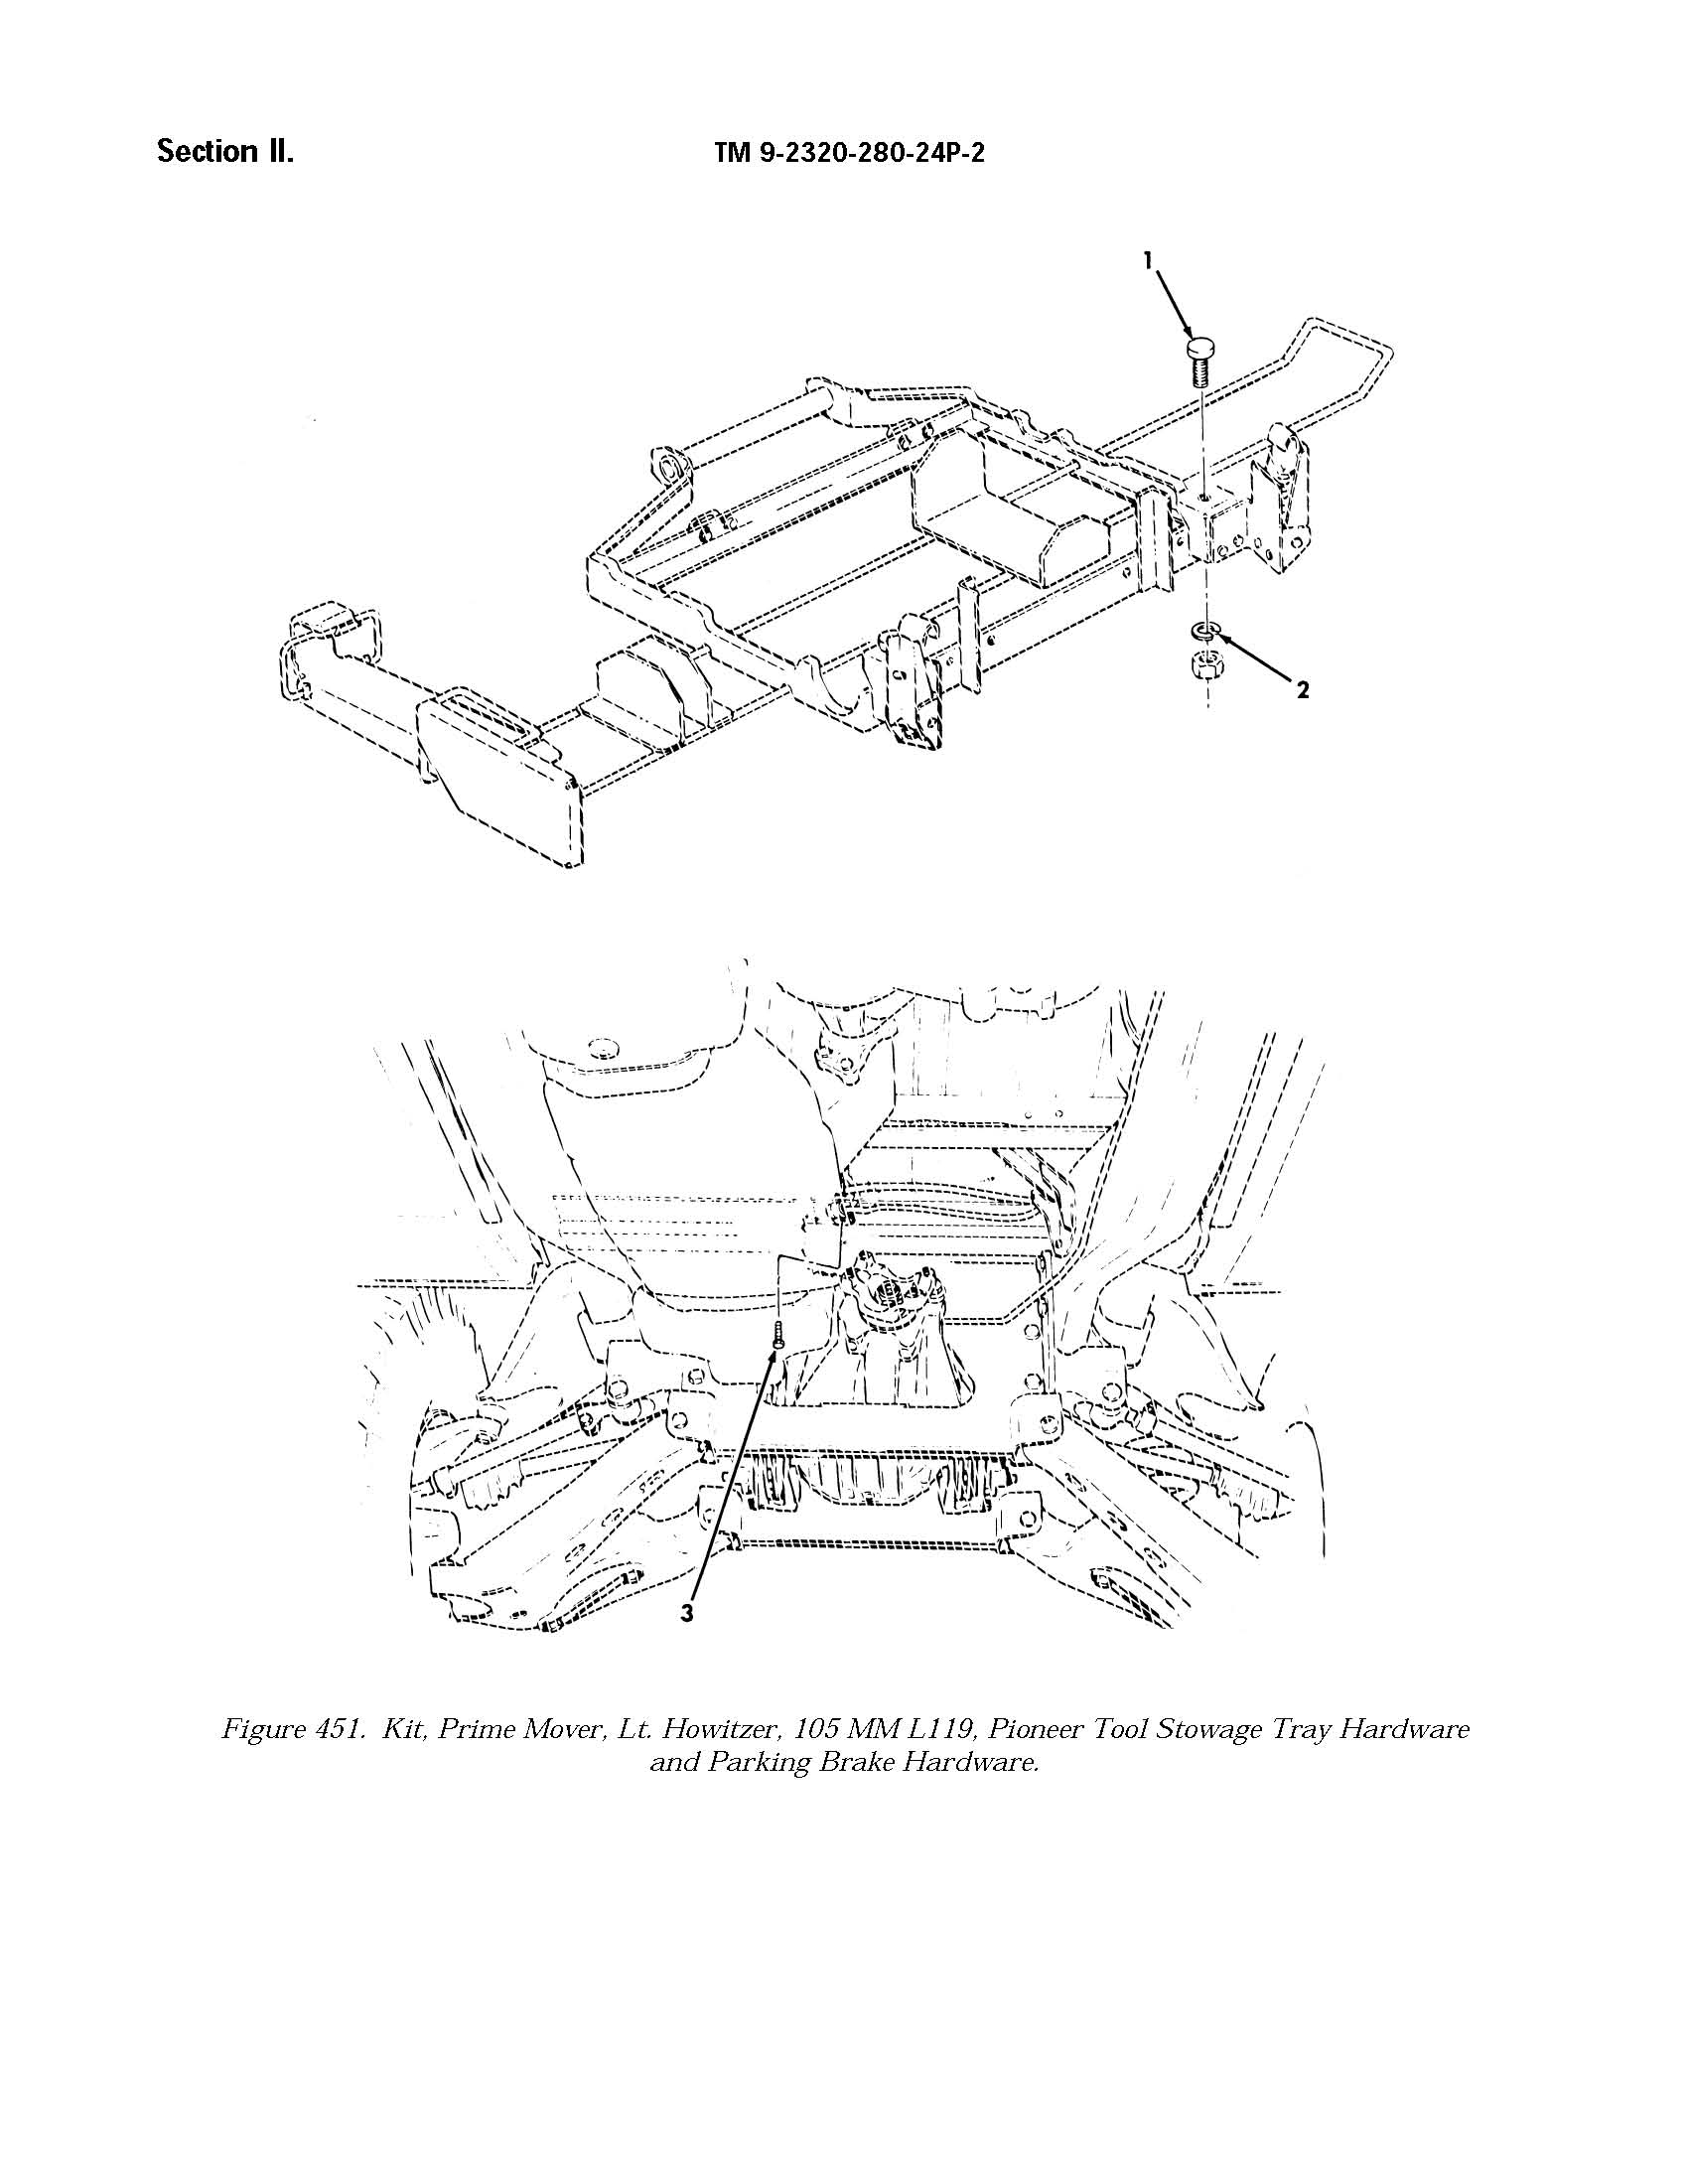 Section II.
TM 9-2320-280-24P-2
1
2
3
Figure 451. Kit, Prime Mover, Lt. Howitzer, 105 MM L119, Pioneer Tool Stowage Tray Hardware
and Parking Brake Hardware.